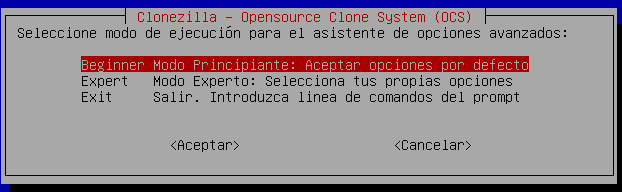 Clonezilla - Opensource Clone System (OCS)
Seleccione modo de ejecución para el asistente de opciones avanzados:
Beginner Modo Principiante: Aceptar opciones por defecto
Expert Modo Experto: Selecciona tus propias opciones
Exit Salir. Introduzca linea de comandos del prompt
<Aceptar> <Cancelar>